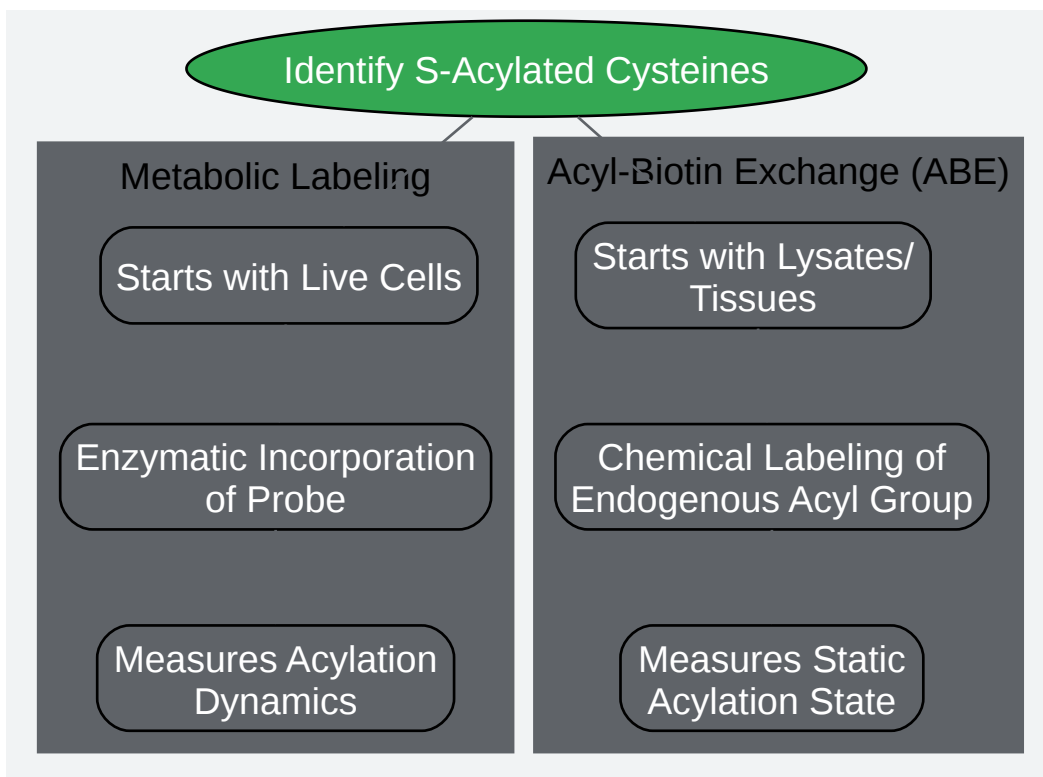 Identify S-Acylated Cysteines
Metabolic Labeling
Starts with Live Cells
Enzymatic Incorporation
of Probe
Measures Acylation
Dynamics
Acyl-Biotin Exchange (ABE)
Starts with Lysates/
Tissues
Chemical Labeling of
Endogenous Acyl Group
Measures Static
Acylation State